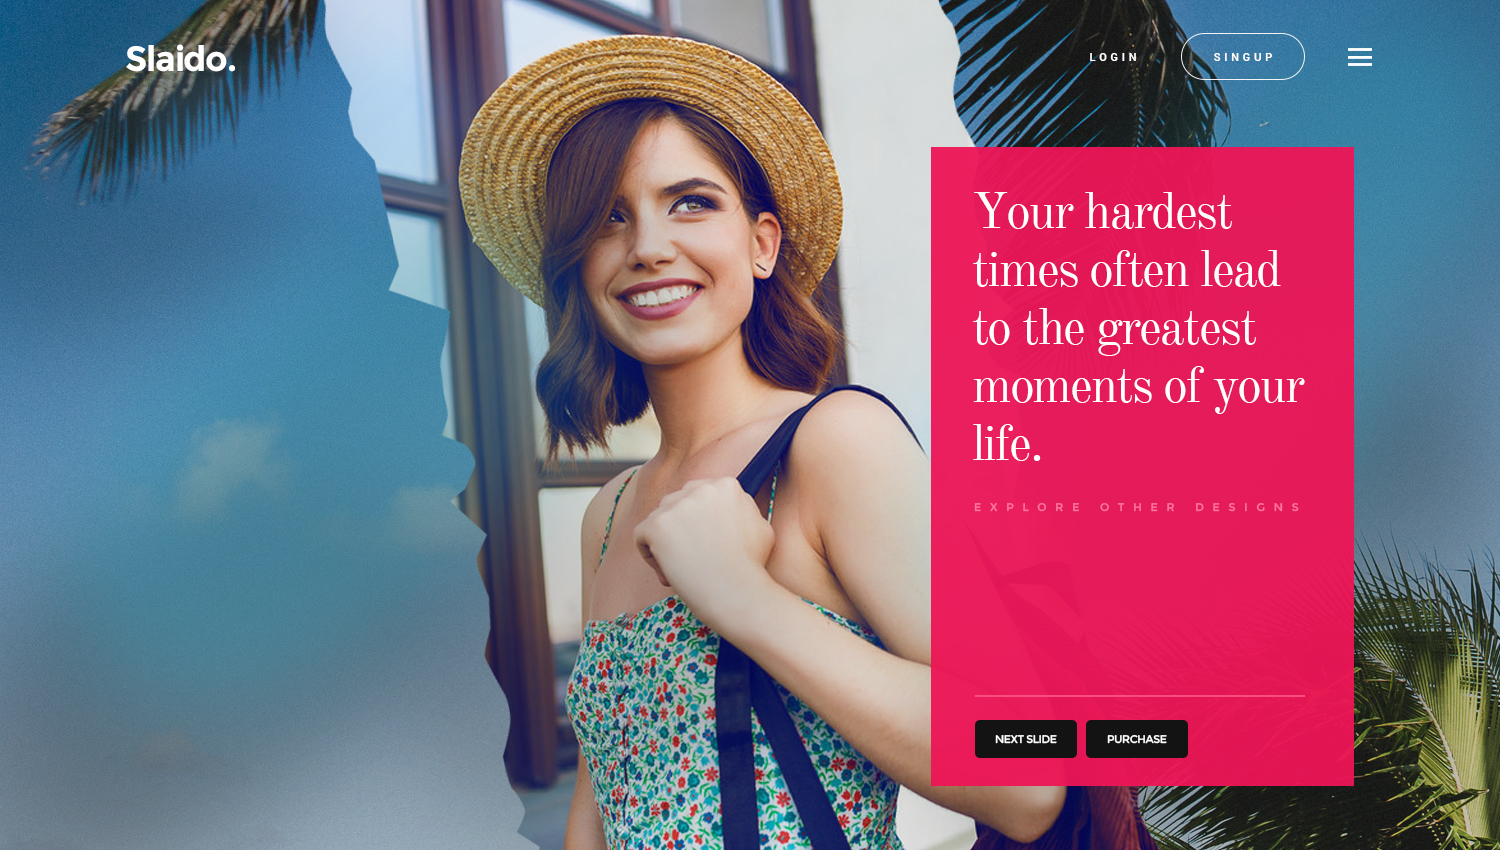 Slaido.
LOGIN
SINGUP
Your hardest
times often lead
to the greatest
moments of your
life.
EXPLORE OTHER DESIGNS
NEXT SLIDE
PURCHASE